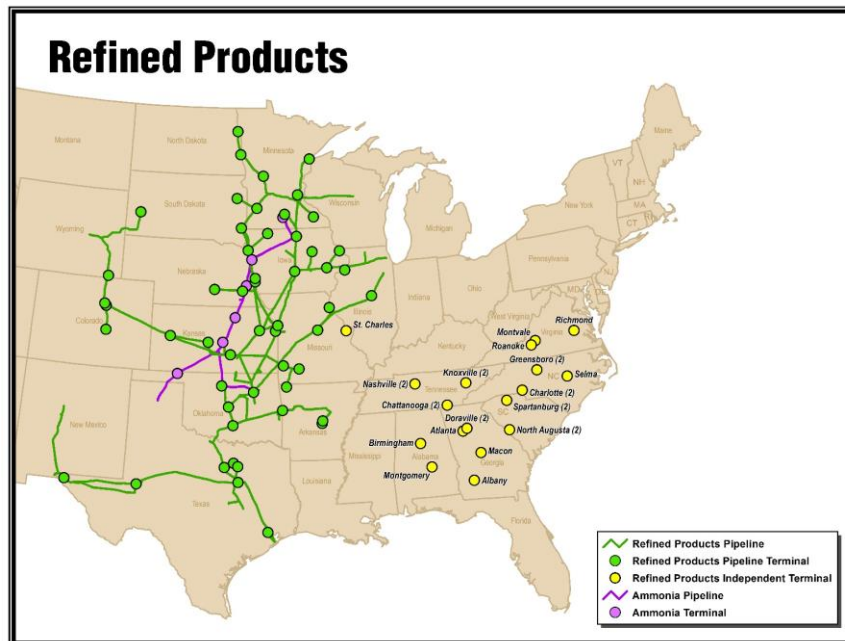 Refined Products
Montana
North Dakota
Minnesota
Maine
VT
NH
South Dakota
Wisconsin
Michigan
New York
MA
CT
RI
Wyoming
Iowa
Pennsylvania
NJ
Nebraska
Illinois
Indiana
Ohio
MD
DE
West Virginia
Colorado
Kansas
Missouri
St. Charles
Kentucky
Virginia
Richmond
Montvale
Roanoke
Greensboro (2)
Knoxville (2)
NC
Selma
Nashville (2)
Tennessee
Charlotte (2)
New Mexico
Oklahoma
Arkansas
Chattanooga (2)
SC
Spartanburg (2)
Doraville (2)
Atlanta
North Augusta (2)
Birmingham
Mississippi
Alabama
Georgia
Macon
Montgomery
Albany
Texas
Louisiana
Florida
Refined Products Pipeline
Refined Products Pipeline Terminal
Refined Products Independent Terminal
Ammonia Pipeline
Ammonia Terminal